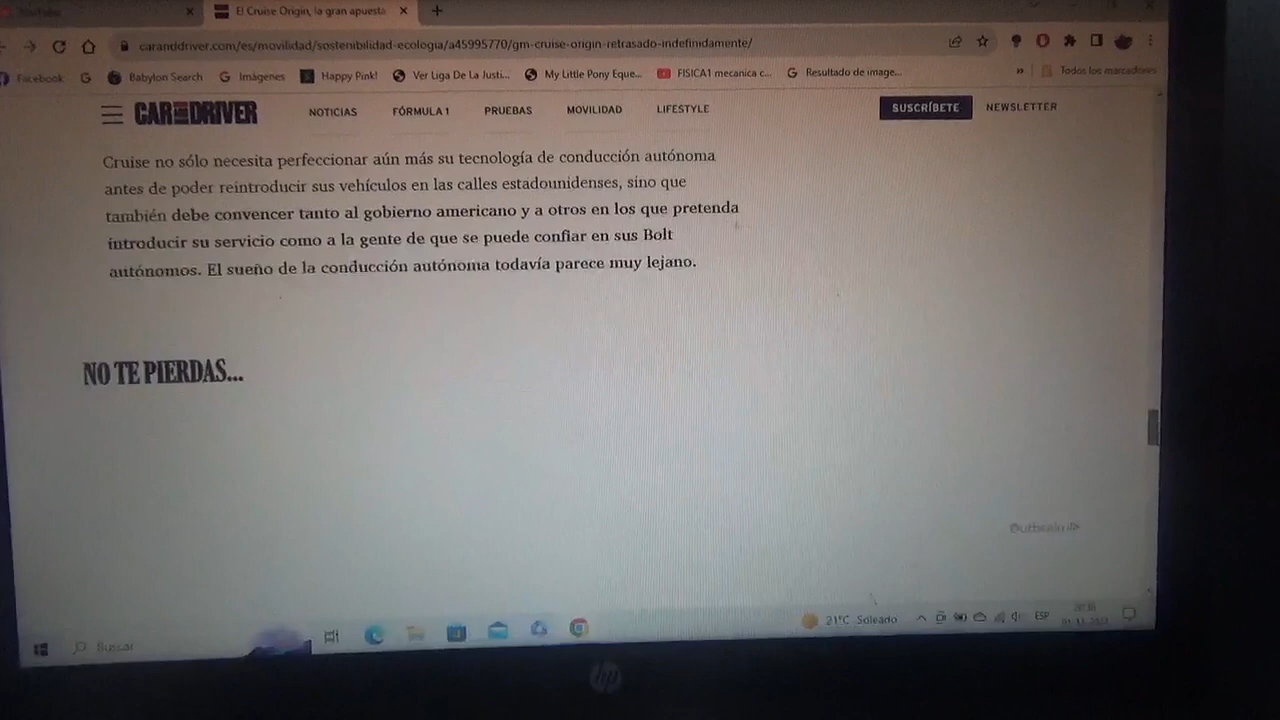 YouTube
El Cruise Origin, la gran apuesta
caranddriver.com/es/movilidad/sostenibilidad-ecologia/a45995770/gm-cruise-origin-retrasado-indefinidamente/
Facebook
Babylon Search
Imágenes
Happy Pink!
Ver Liga De La Justi...
My Little Pony Eque...
FISICA1 mecanica c...
Resultado de image...
»
Todos los marcadores
CAR AND DRIVER
NOTICIAS
FÓRMULA 1
PRUEBAS
MOVILIDAD
LIFESTYLE
SUSCRÍBETE
NEWSLETTER
Cruise no sólo necesita perfeccionar aún más su tecnología de conducción autónoma
antes de poder reintroducir sus vehículos en las calles estadounidenses, sino que
también debe convencer tanto al gobierno americano y a otros en los que pretenda
introducir su servicio como a la gente de que se puede confiar en sus Bolt
autónomos. El sueño de la conducción autónoma todavía parece muy lejano.
NO TE PIERDAS...
Buscar
21°C Soleado
ESP
hp